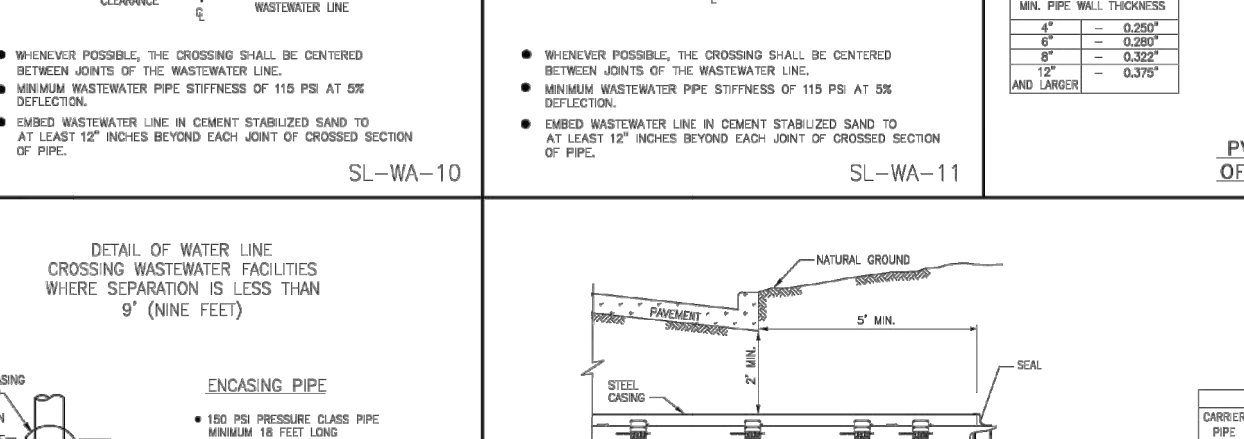 CLEARANCE
WASTEWATER LINE
● WHENEVER POSSIBLE, THE CROSSING SHALL BE CENTERED
BETWEEN JOINTS OF THE WASTEWATER LINE.
● MINIMUM WASTEWATER PIPE STIFFNESS OF 115 PSI AT 5%
DEFLECTION.
● EMBED WASTEWATER LINE IN CEMENT STABILIZED SAND TO
AT LEAST 12" INCHES BEYOND EACH JOINT OF CROSSED SECTION
OF PIPE.
SL-WA-10
● WHENEVER POSSIBLE, THE CROSSING SHALL BE CENTERED
BETWEEN JOINTS OF THE WASTEWATER LINE.
● MINIMUM WASTEWATER PIPE STIFFNESS OF 115 PSI AT 5%
DEFLECTION.
● EMBED WASTEWATER LINE IN CEMENT STABILIZED SAND TO
AT LEAST 12" INCHES BEYOND EACH JOINT OF CROSSED SECTION
OF PIPE.
SL-WA-11
MIN. PIPE WALL THICKNESS
4" – 0.250"
6" – 0.280"
8" – 0.322"
12" – 0.375"
AND LARGER
OF
DETAIL OF WATER LINE
CROSSING WASTEWATER FACILITIES
WHERE SEPARATION IS LESS THAN
9' (NINE FEET)
ENCASING PIPE
● 150 PSI PRESSURE CLASS PIPE
MINIMUM 18 FEET LONG
NATURAL GROUND
PAVEMENT
5' MIN.
2' MIN.
SEAL
STEEL
CASING
CARRIER
PIPE